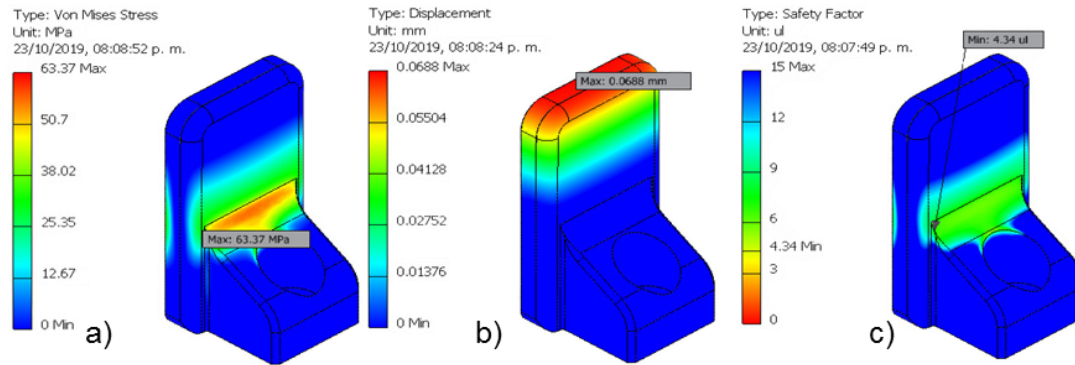 Type: Von Mises Stress
Unit: MPa
23/10/2019, 08:08:52 p. m.
63.37 Max
50.7
38.02
25.35
12.67
0 Min
Max: 63.37 MPa
a)
Type: Displacement
Unit: mm
23/10/2019, 08:08:24 p. m.
0.0688 Max
0.05504
0.04128
0.02752
0.01376
0 Min
Max: 0.0688 mm
b)
Type: Safety Factor
Unit: ul
23/10/2019, 08:07:49 p. m.
Min: 4.34 ul
15 Max
12
9
6
4.34 Min
3
0
c)